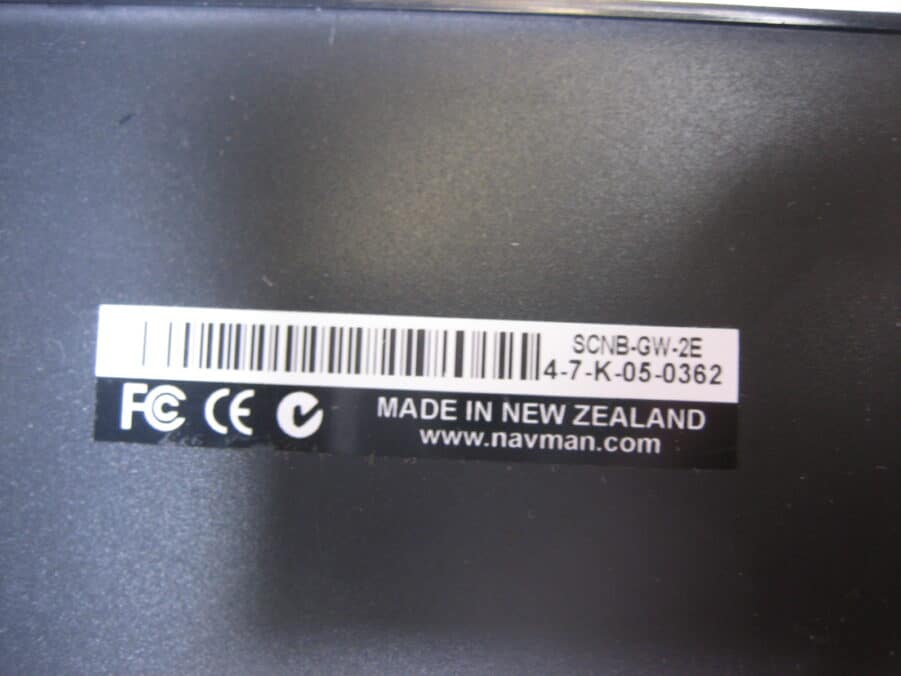 SCNB-GW-2E
4-7-K-05-0362
FC CE
MADE IN NEW ZEALAND
www.navman.com